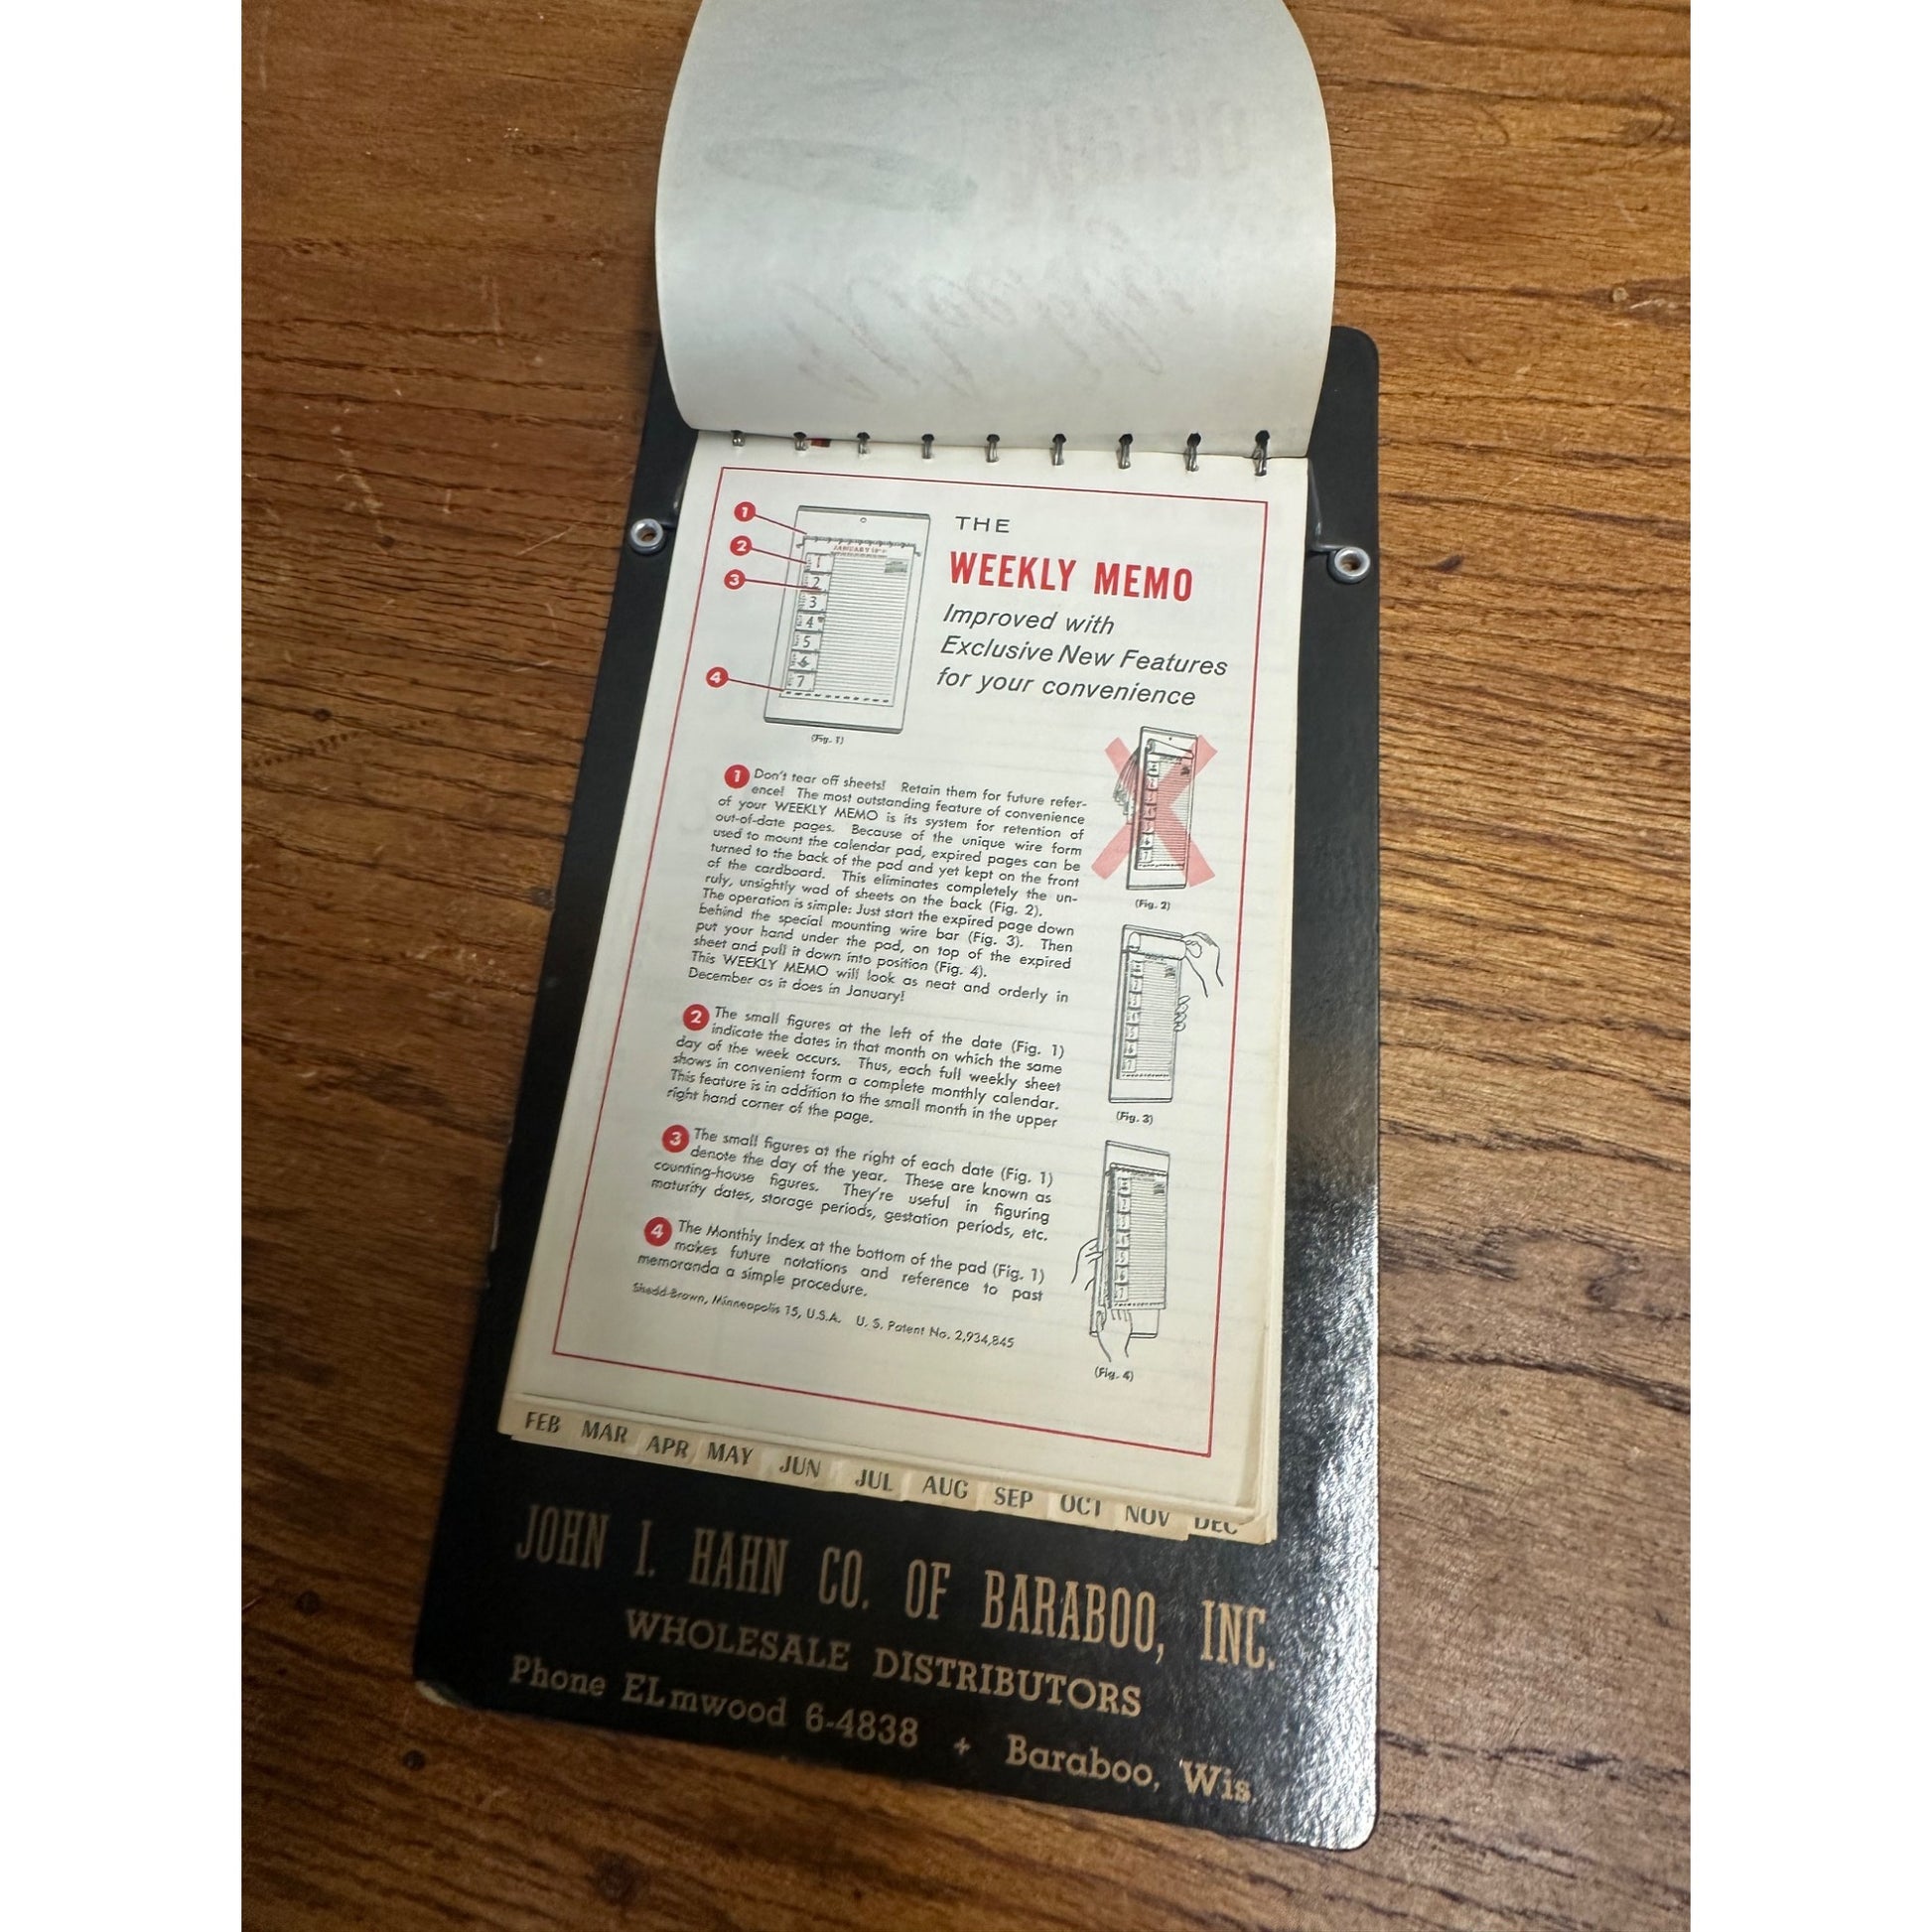 THE
WEEKLY MEMO
Improved with
Exclusive New Features
for your convenience
1
2
3
4
1
2
3
4
5
6
7
(Fig. 1)
1 Don't tear off sheets! Retain them for future refer-
ence! The most outstanding feature of convenience
of your WEEKLY MEMO is its system for retention of
out-of-date pages. Because of the unique wire form
used to mount the calendar pad, expired pages can be
turned to the back of the pad and yet kept on the front
of the cardboard. This eliminates completely the un-
ruly, unsightly wad of sheets on the back (Fig. 2).
The operation is simple: Just start the expired page down
behind the special mounting wire bar (Fig. 3). Then
put your hand under the pad, on top of the expired
sheet and pull it down into position (Fig. 4).
This WEEKLY MEMO will look as neat and orderly in
December as it does in January!
(Fig. 2)
2 The small figures at the left of the date (Fig. 1)
indicate the dates in that month on which the same
day of the week occurs. Thus, each full weekly sheet
shows in convenient form a complete monthly calendar.
This feature is in addition to the small month in the upper
right hand corner of the page.
(Fig. 3)
3 The small figures at the right of each date (Fig. 1)
denote the day of the year. These are known as
counting-house figures. They're useful in figuring
maturity dates, storage periods, gestation periods, etc.
4 The Monthly Index at the bottom of the pad (Fig. 1)
makes future notations and reference to past
memoranda a simple procedure.
Shedd-Brown, Minneapolis 15, U.S.A. U. S. Patent No. 2,934,845
(Fig. 4)
FEB MAR APR MAY JUN JUL AUG SEP OCT NOV DEC
JOHN I. HAHN CO. OF BARABOO, INC.
WHOLESALE DISTRIBUTORS
Phone ELmwood 6-4838 + Baraboo, Wis.